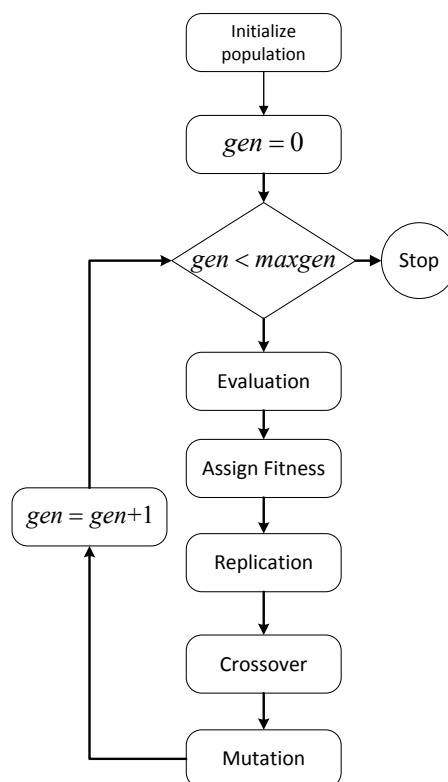 Initialize
population
gen = 0
gen < maxgen
Stop
Evaluation
Assign Fitness
gen = gen+1
Replication
Crossover
Mutation